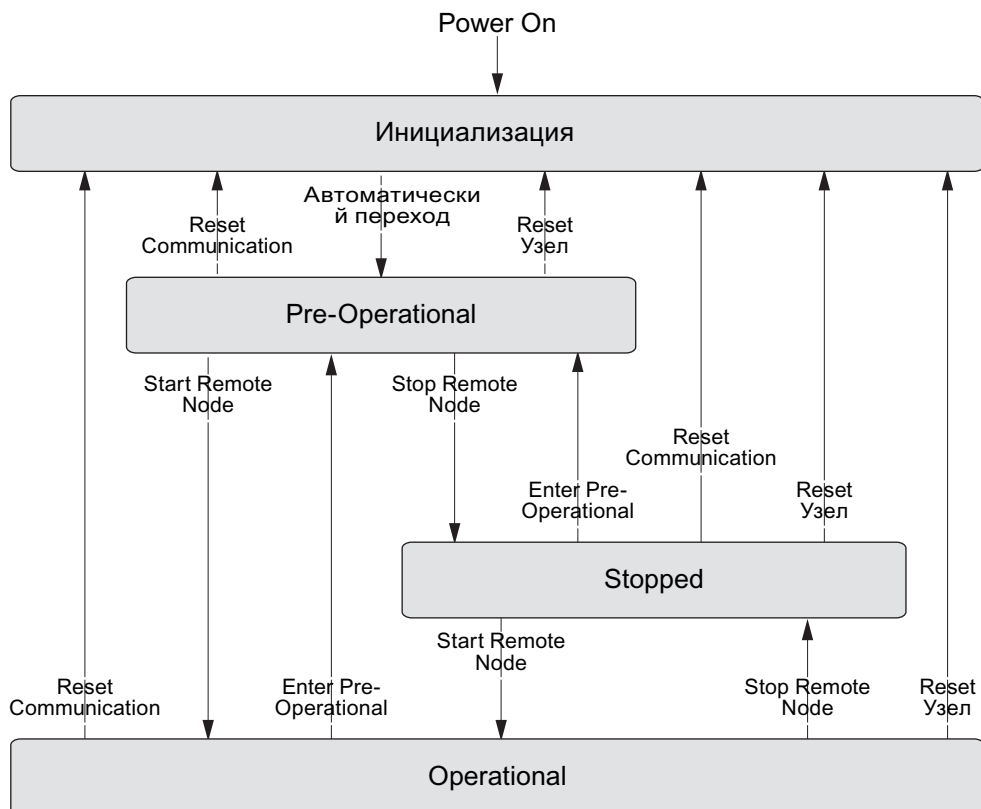 Power On
Инициализация
Автоматически
й переход
Reset
Communication
Reset
Узел
Pre-Operational
Start Remote
Node
Stop Remote
Node
Reset
Communication
Enter Pre-
Operational
Reset
Узел
Stopped
Start Remote
Node
Reset
Communication
Enter Pre-
Operational
Stop Remote
Node
Reset
Узел
Operational